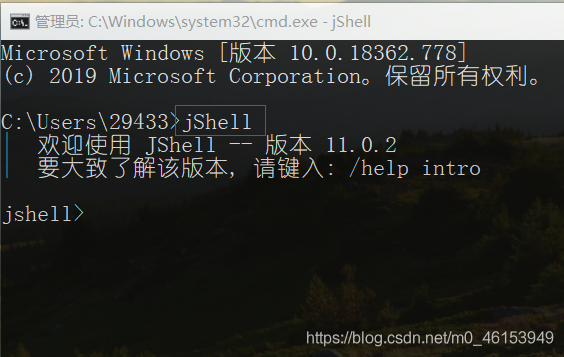 管理员: C:\Windows\system32\cmd.exe - jShell
Microsoft Windows [版本 10.0.18362.778]
(c) 2019 Microsoft Corporation。保留所有权利。
C:\Users\29433>jShell
欢迎使用 JShell -- 版本 11.0.2
要大致了解该版本, 请键入: /help intro
jshell>
https://blog.csdn.net/m0_46153949